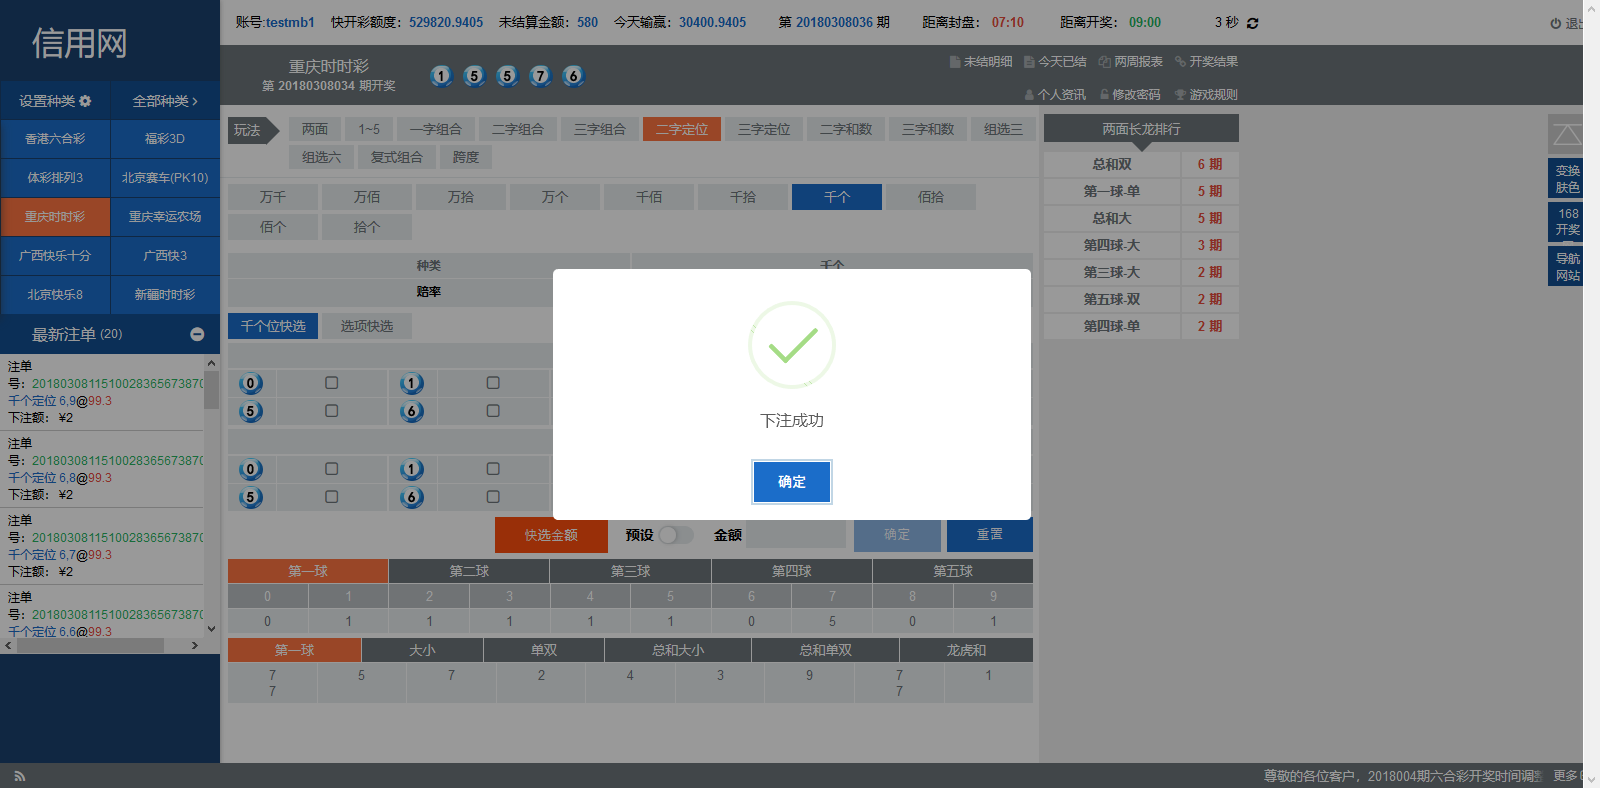 信用网
账号:testmb1 快开彩额度：529820.9405 未结算金额：580 今天输赢：30400.9405 第 20180308036 期 距离封盘：07:10 距离开奖：09:00 3 秒
重庆时时彩
第 20180308034 期开奖
1 5 5 7 6
未结明细 今天已结 两周报表 开奖结果
个人资讯 修改密码 游戏规则
设置种类 全部种类
香港六合彩 福彩3D
体彩排列3 北京赛车(PK10)
重庆时时彩 重庆幸运农场
广西快乐十分 广西快3
北京快乐8 新疆时时彩
最新注单 (20)
注单
号：2018030811510028365673870
千个定位 6,9@99.3
下注额： ¥2
注单
号：2018030811510028365673870
千个定位 6,8@99.3
下注额： ¥2
注单
号：2018030811510028365673870
千个定位 6,7@99.3
下注额： ¥2
注单
号：2018030811510028365673870
千个定位 6,6@99.3
玩法 两面 1~5 一字组合 二字组合 三字组合 二字定位 三字定位 二字和数 三字和数 组选三
组选六 复式组合 跨度
万千 万佰 万拾 万个 千佰 千拾 千个 佰拾
佰个 拾个
种类 千个
赔率
千个位快选 选项快选
0 1
5 6
0 1
5 6
下注成功
确定
快选金额 预设 金额 确定 重置
第一球 第二球 第三球 第四球 第五球
0 1 2 3 4 5 6 7 8 9
0 1 1 1 1 1 0 5 0 1
第一球 大小 单双 总和大小 总和单双 龙虎和
7 5 7 2 4 3 9 7 1
7 7
两面长龙排行
总和双 6 期
第一球-单 5 期
总和大 5 期
第四球-大 3 期
第三球-大 2 期
第五球-双 2 期
第四球-单 2 期
变换
肤色
168
开奖
导航
网站
尊敬的各位客户，2018004期六合彩开奖时间调 更多